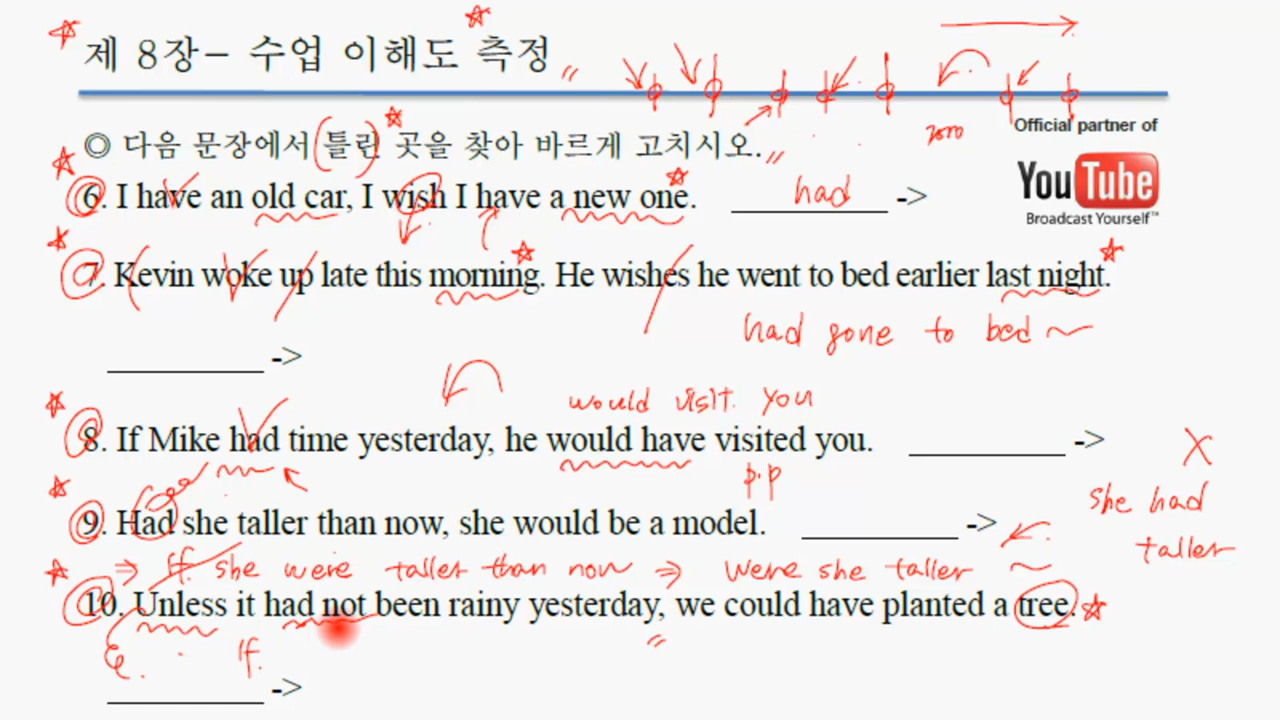 제 8장- 수업 이해도 측정
zero
Official partner of
YouTube
Broadcast Yourself™
◎ 다음 문장에서 틀린 곳을 찾아 바르게 고치시오.
6. I have an old car, I wish I have a new one. ________ had ->
7. Kevin woke up late this morning. He wishes he went to bed earlier last night.
had gone to bed ~
________ ->
would visit you
8. If Mike had time yesterday, he would have visited you. ________ ->
X
p.p
she had
taller
9. Had she taller than now, she would be a model. ________ ->
⇒ If she were taller than now ⇒ Were she taller ~
10. Unless it had not been rainy yesterday, we could have planted a tree.
If
________ ->